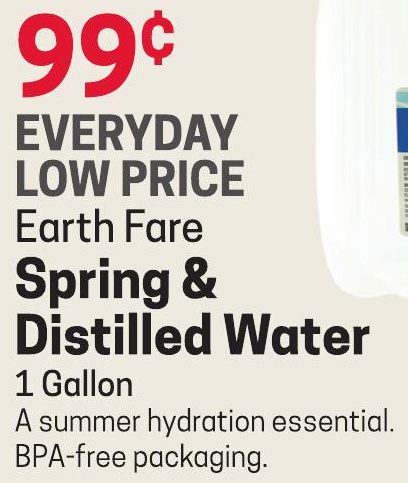 99¢
EVERYDAY
LOW PRICE
Earth Fare
Spring &
Distilled Water
1 Gallon
A summer hydration essential.
BPA-free packaging.